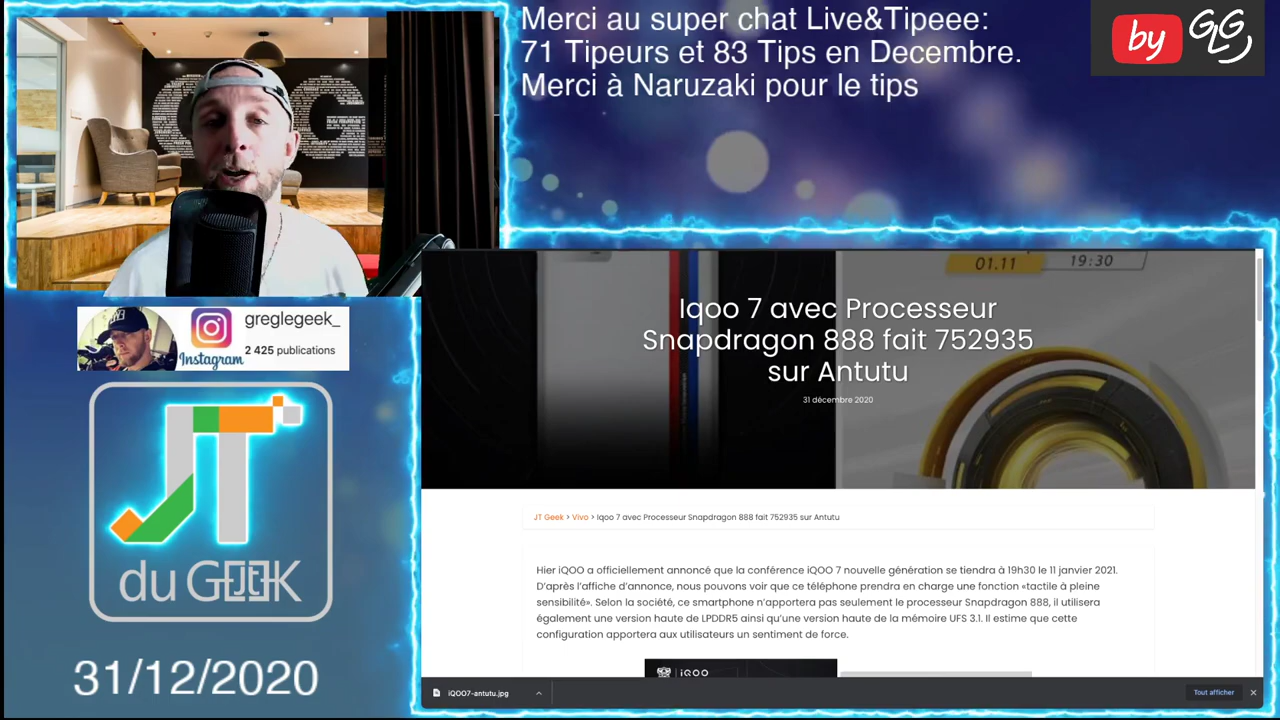 Merci au super chat Live&Tipeee:
71 Tipeurs et 83 Tips en Decembre.
Merci a Naruzaki pour le tips
by GLG
greglegeek_
Instagram
2 425 publications
JT
du GEEK
31/12/2020
01.11 19:30
Iqoo 7 avec Processeur
Snapdragon 888 fait 752935
sur Antutu
31 décembre 2020
JT Geek > Vivo > Iqoo 7 avec Processeur Snapdragon 888 fait 752935 sur Antutu
Hier iQOO a officiellement annoncé que la conférence iQOO 7 nouvelle génération se tiendra à 19h30 le 11 janvier 2021.
D'après l'affiche d'annonce, nous pouvons voir que ce téléphone prendra en charge une fonction «tactile à pleine
sensibilité». Selon la société, ce smartphone n'apportera pas seulement le processeur Snapdragon 888, il utilisera
également une version haute de LPDDR5 ainsi qu'une version haute de la mémoire UFS 3.1. Il estime que cette
configuration apportera aux utilisateurs un sentiment de force.
iQOO
iQOO7-antutu.jpg
Tout afficher